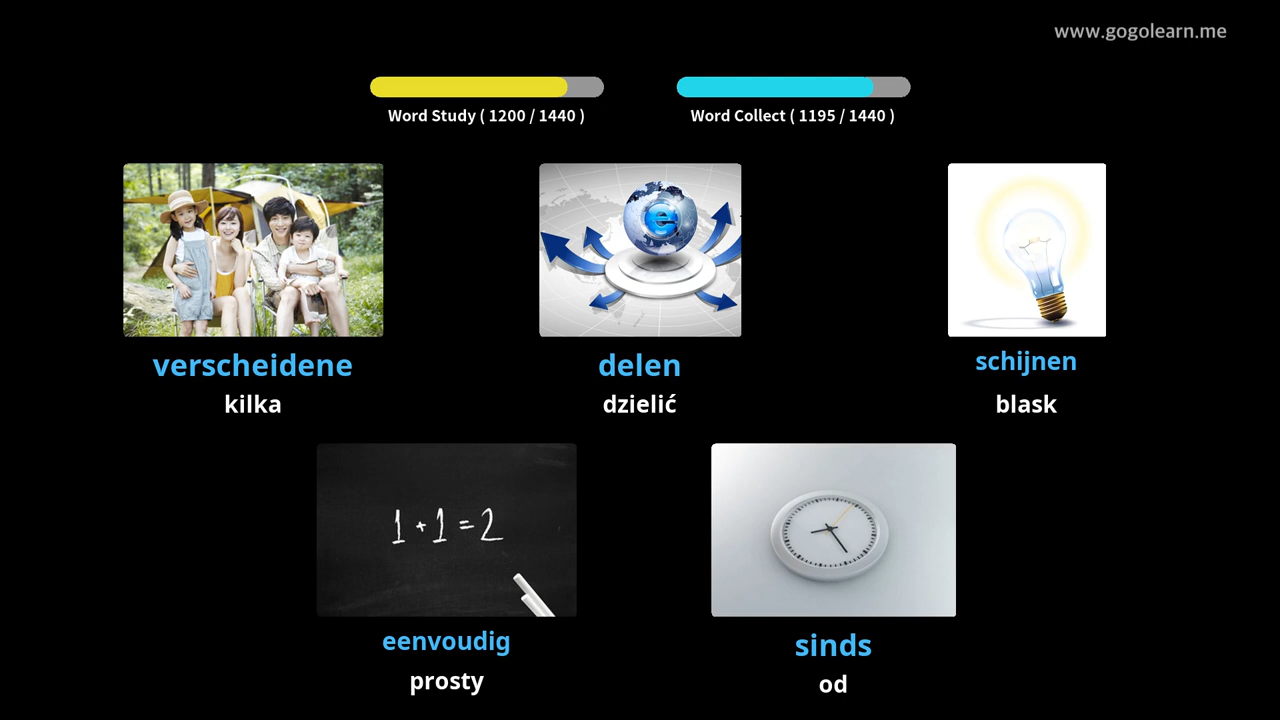 www.gogolearn.me
Word Study ( 1200 / 1440 )
Word Collect ( 1195 / 1440 )
e
verscheidene
kilka
delen
dzielić
schijnen
blask
1+1=2
eenvoudig
prosty
sinds
od